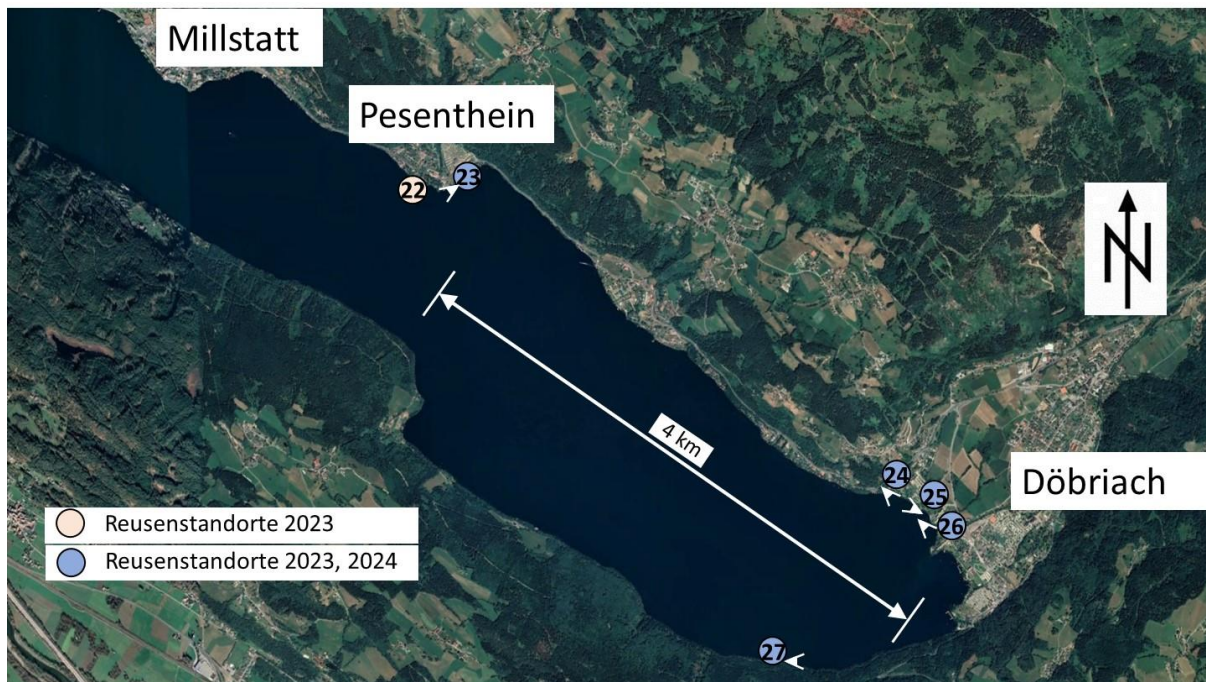 Millstatt
Pesenthein
22
23
N
4 km
24
25
26
Döbriach
27
Reusenstandorte 2023
Reusenstandorte 2023, 2024